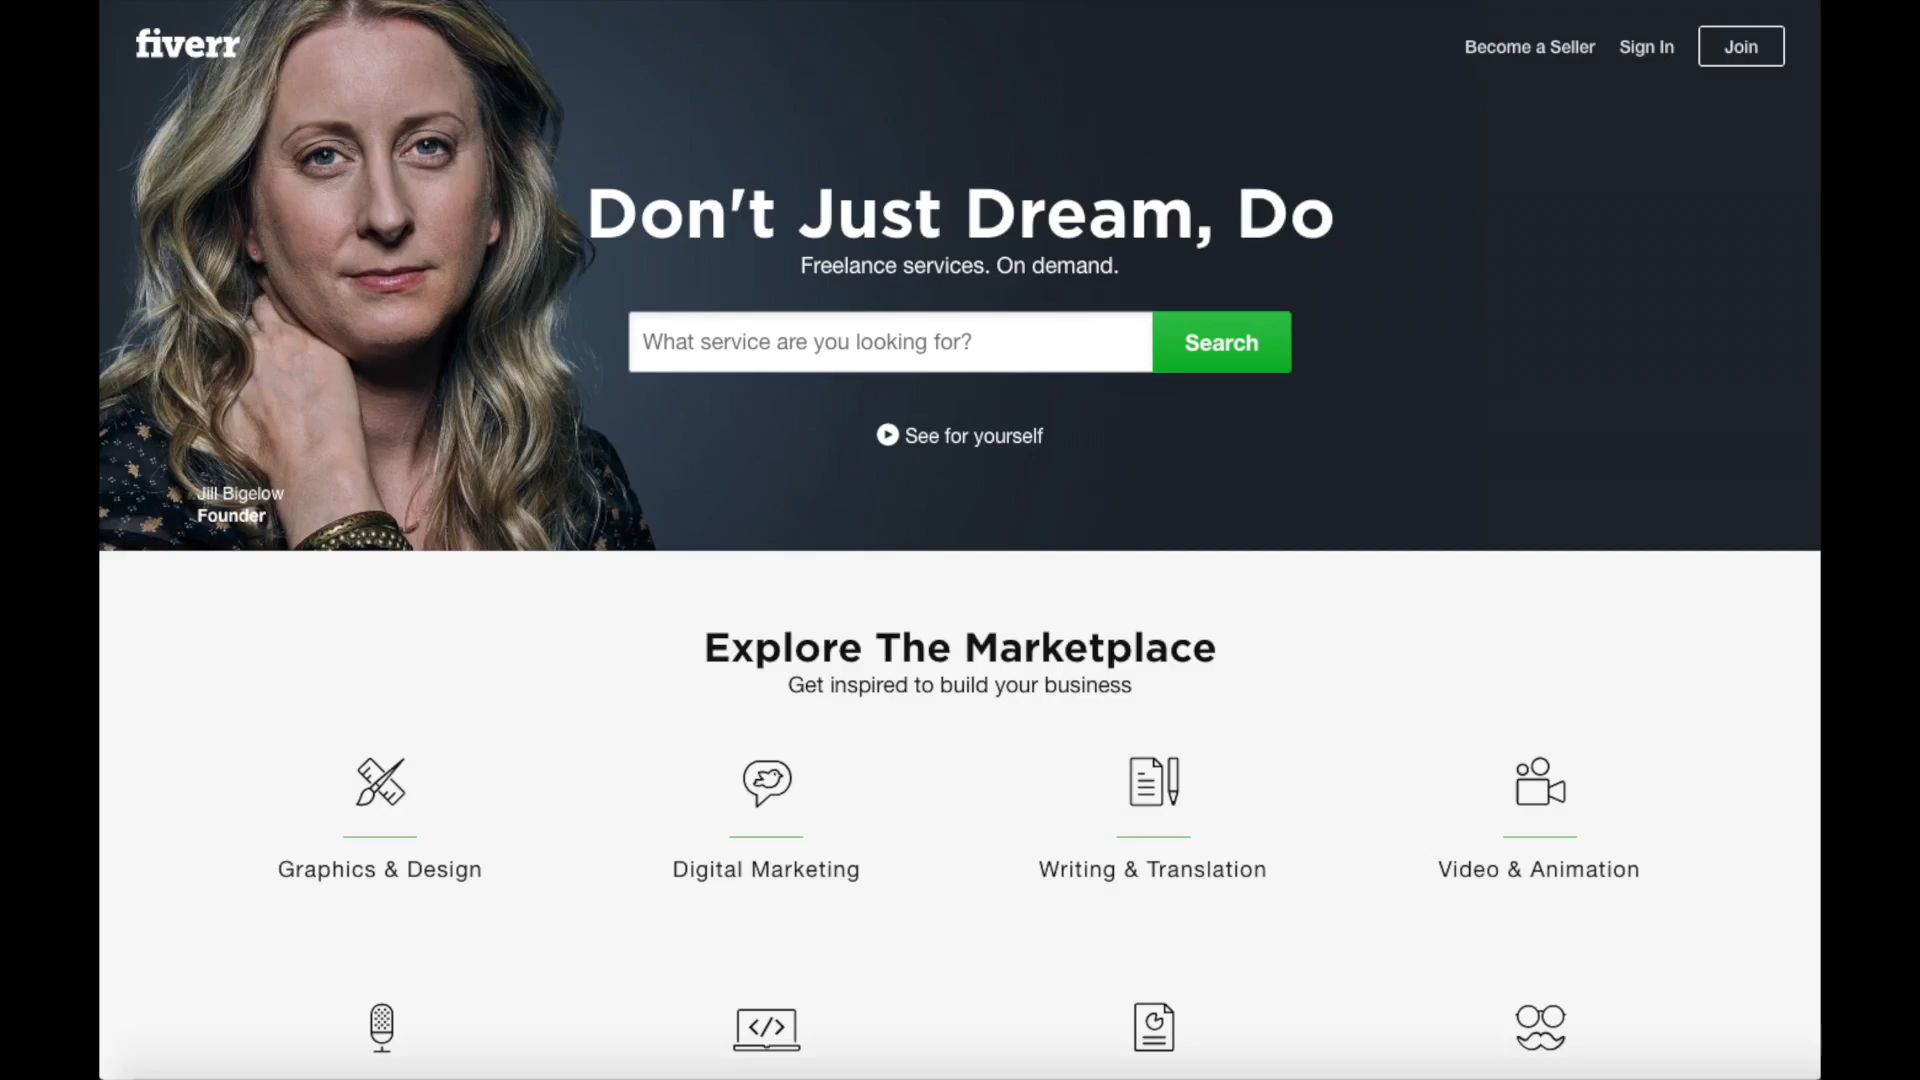 fiverr
Become a Seller
Sign In
Join
Don't Just Dream, Do
Freelance services. On demand.
What service are you looking for?
Search
See for yourself
Jill Bigelow
Founder
Explore The Marketplace
Get inspired to build your business
Graphics & Design
Digital Marketing
Writing & Translation
Video & Animation